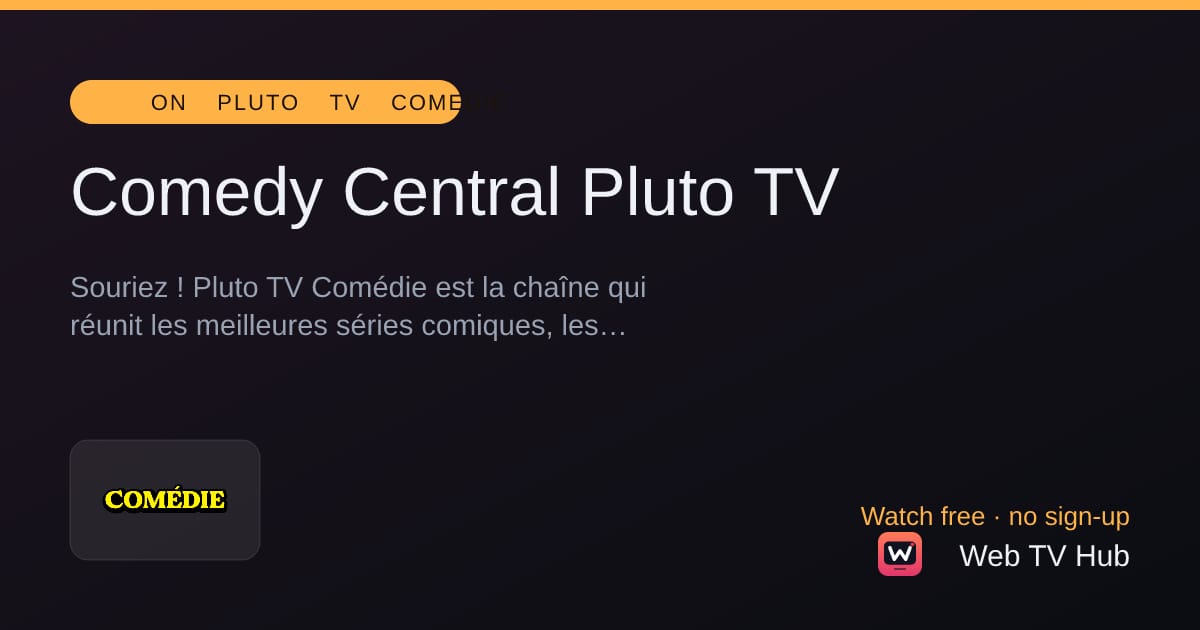 ON PLUTO TV COMÉDIE
Comedy Central Pluto TV
Souriez ! Pluto TV Comédie est la chaîne qui
réunit les meilleures séries comiques, les…
COMÉDIE
Watch free · no sign-up
W
Web TV Hub